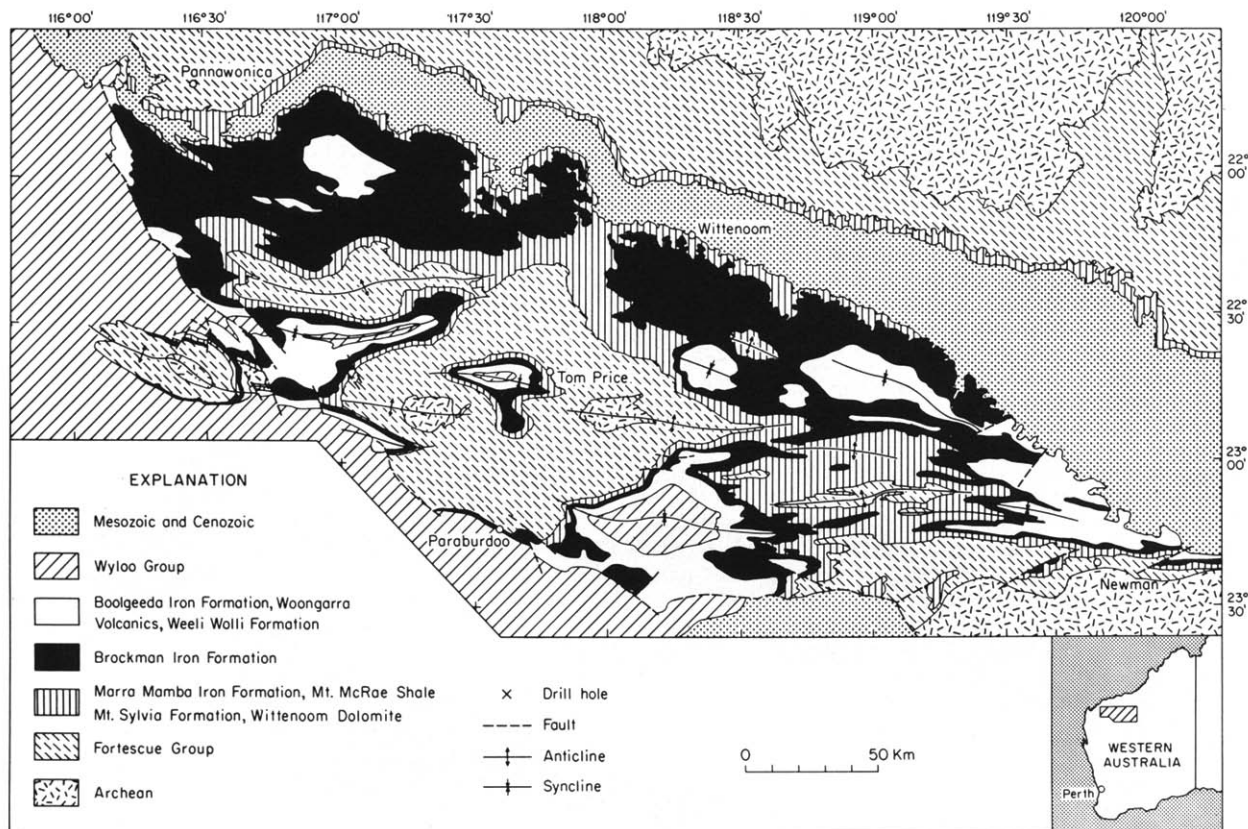 116°00' 116°30' 117°00' 117°30' 118°00' 118°30' 119°00' 119°30' 120°00'
Pannawonica
22°
00'
Wittenoom
22°
30'
Tom Price
23°
00'
Paraburdoo
Newman
23°
30'
EXPLANATION
Mesozoic and Cenozoic
Wyloo Group
Boolgeeda Iron Formation, Woongarra
Volcanics, Weeli Wolli Formation
Brockman Iron Formation
Marra Mamba Iron Formation, Mt. McRae Shale
Mt. Sylvia Formation, Wittenoom Dolomite
Fortescue Group
Archean
Drill hole
Fault
Anticline
Syncline
0 50 Km
WESTERN
AUSTRALIA
Perth